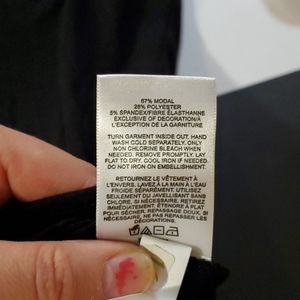 67% MODAL
28% POLYESTER
5% SPANDEX/FIBRE ÉLASTHANNE
EXCLUSIVE OF DECORATION/À
L'EXCEPTION DE LA GARNITURE
TURN GARMENT INSIDE OUT. HAND
WASH COLD SEPARATELY. ONLY
NON CHLORINE BLEACH WHEN
NEEDED. REMOVE PROMPTLY. LAY
FLAT TO DRY. COOL IRON IF NEEDED.
DO NOT IRON ON EMBELLISHMENT.
RETOURNEZ LE VÊTEMENT À
L'ENVERS. LAVEZ À LA MAIN À L'EAU
FROIDE SÉPARÉMENT. UTILISEZ
SEULEMENT DU JAVELLISANT SANS
CHLORE, SI NÉCESSAIRE. RETIREZ
IMMÉDIATEMENT. ÉTENDRE À PLAT
POUR SÉCHER. REPASSAGE DOUX, SI
NÉCESSAIRE. NE PAS REPASSER LES
DÉCORATIONS.